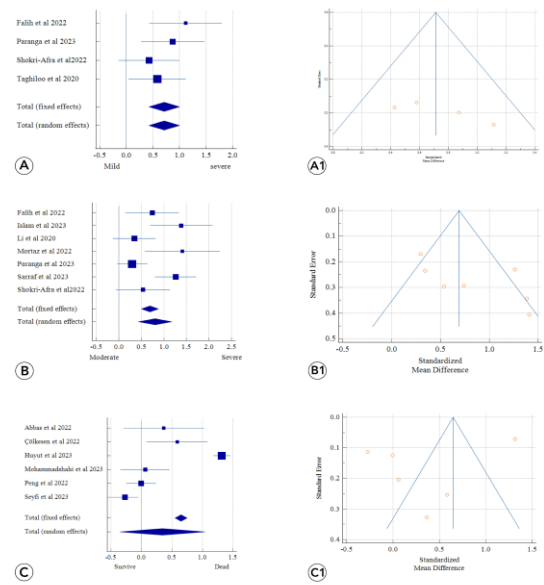 Falih et al 2022
Paranga et al 2023
Shokri-Afra et al2022
Taghiloo et al 2020
Total (fixed effects)
Total (random effects)
-0.5 0.0 0.5 1.0 1.5 2.0
Mild severe
A
Standardized
Mean Difference
A1
Falih et al 2022
Islam et al 2023
Li et al 2020
Mortaz et al 2022
Paranga et al 2023
Sarraf et al 2023
Shokri-Afra et al2022
Total (fixed effects)
Total (random effects)
-0.5 0.0 0.5 1.0 1.5 2.0 2.5
Moderate Severe
B
0.0
0.1
0.2
0.3
0.4
0.5
Standard Error
-0.5 0.0 0.5 1.0 1.5
Standardized
Mean Difference
B1
Abbas et al 2022
Çölkesen et al 2022
Huyut et al 2023
Mohammadshahi et al 2023
Peng et al 2022
Seyfi et al 2023
Total (fixed effects)
Total (random effects)
-0.5 0.0 0.5 1.0 1.5
Survive Dead
C
0.0
0.1
0.2
0.3
0.4
Standard Error
-0.5 0.0 0.5 1.0 1.5
Standardized
Mean Difference
C1